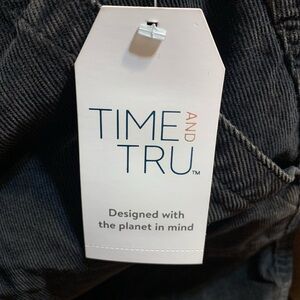 TIME AND
TRU™
Designed with
the planet in mind